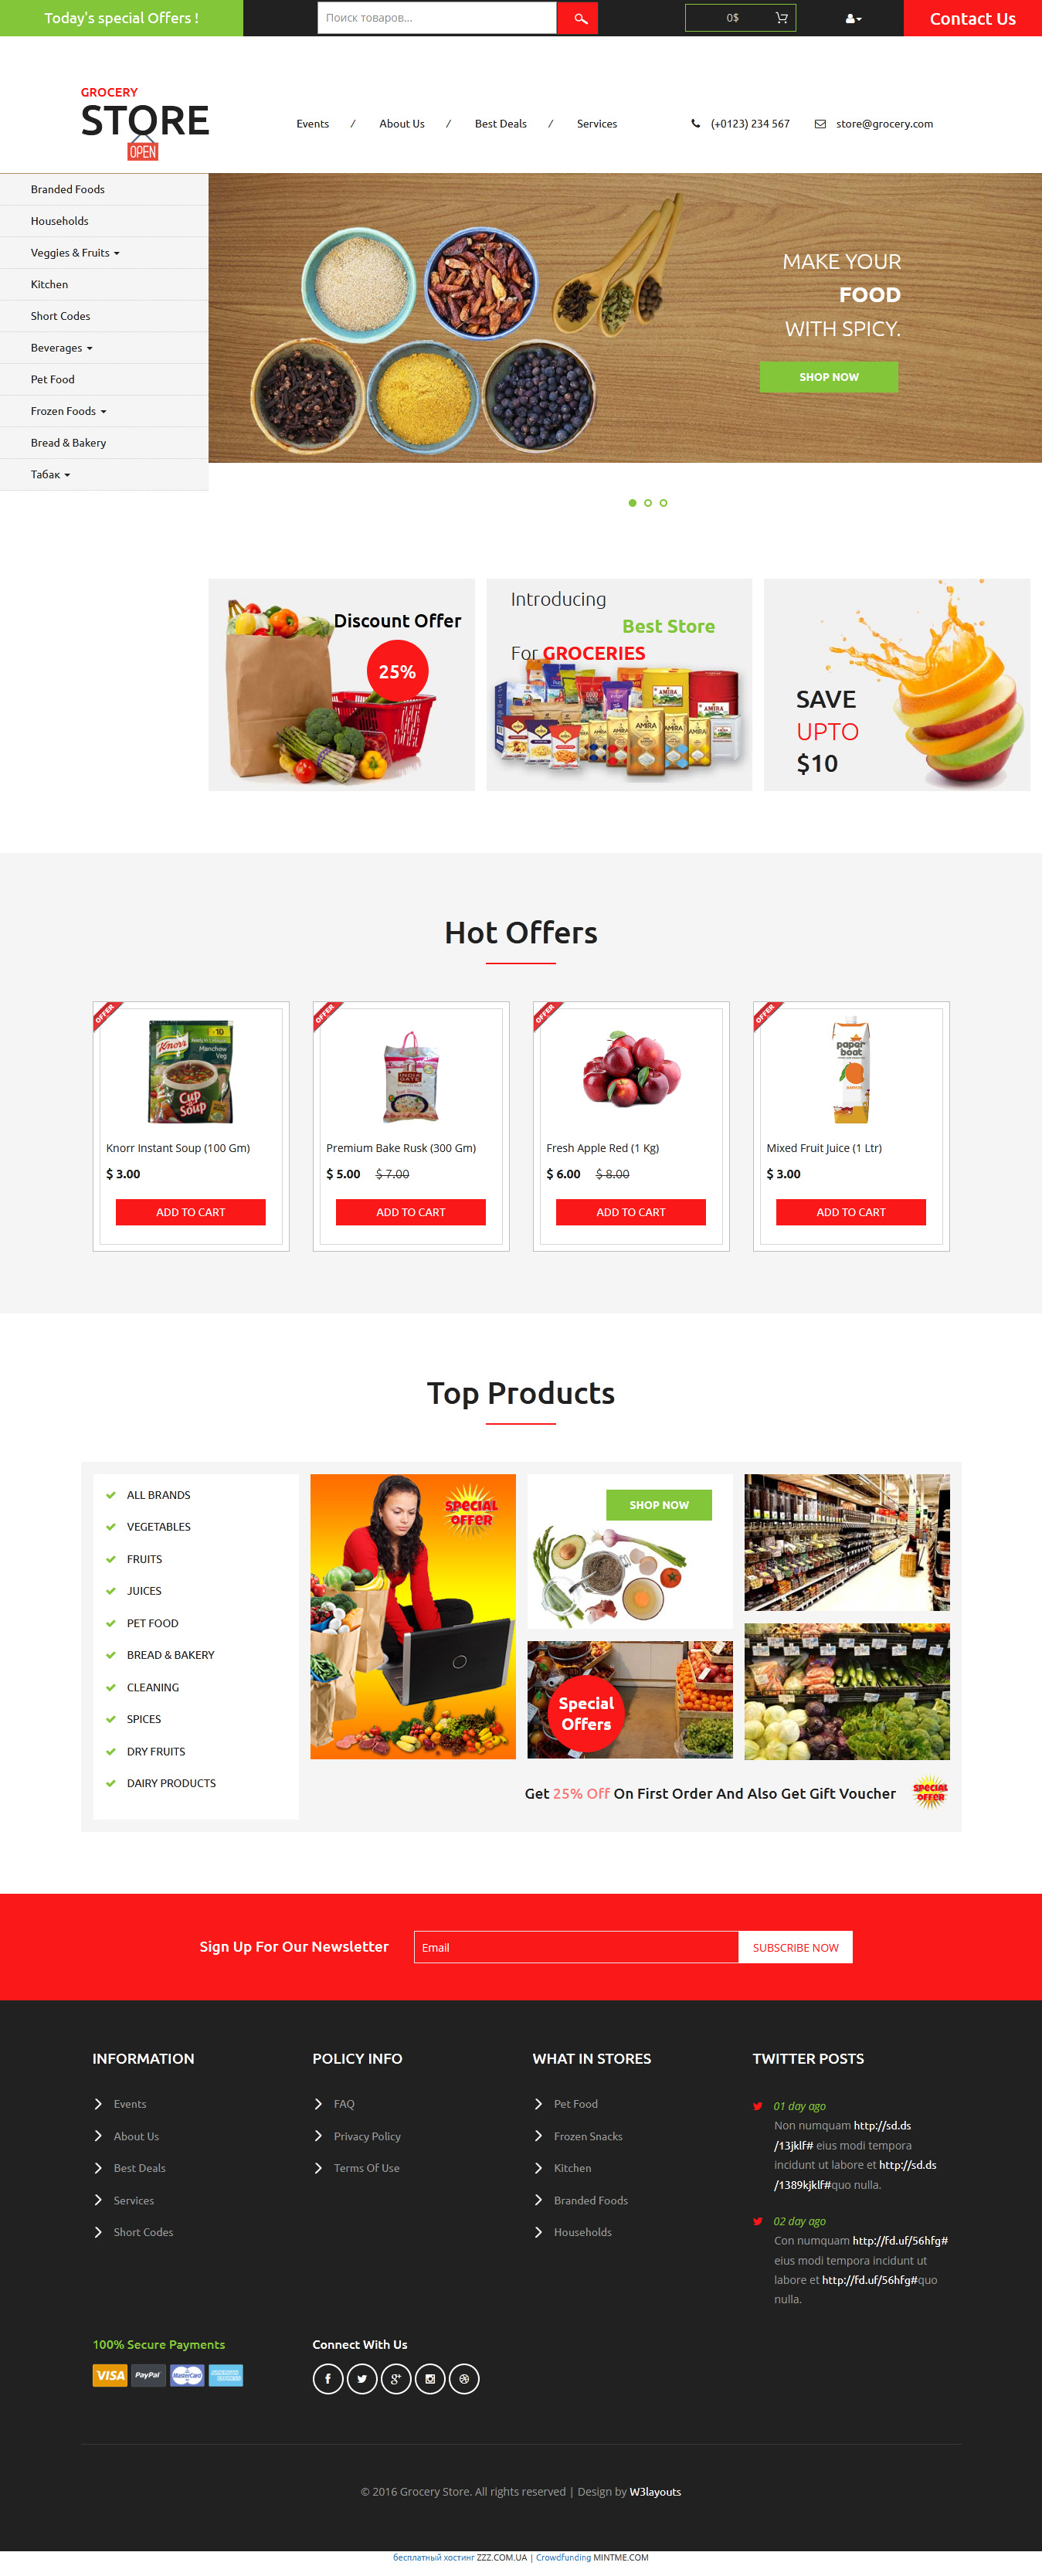 Today's special Offers !
Поиск товаров...
0$
Contact Us
GROCERY
STORE
OPEN
Events / About Us / Best Deals / Services
(+0123) 234 567
store@grocery.com
Branded Foods
Households
Veggies & Fruits
Kitchen
Short Codes
Beverages
Pet Food
Frozen Foods
Bread & Bakery
Табак
MAKE YOUR
FOOD
WITH SPICY.
SHOP NOW
Discount Offer
25%
Introducing
Best Store
For GROCERIES
AMIRA
AMIRA
SAVE
UPTO
$10
Hot Offers
OFFER
Knorr
Manchow
Veg
Cup a Soup
Knorr Instant Soup (100 Gm)
$ 3.00
ADD TO CART
OFFER
INDIA
GATE
Premium Bake Rusk (300 Gm)
$ 5.00 $ 7.00
ADD TO CART
OFFER
Fresh Apple Red (1 Kg)
$ 6.00 $ 8.00
ADD TO CART
OFFER
paper
boat
Mixed Fruit Juice (1 Ltr)
$ 3.00
ADD TO CART
Top Products
ALL BRANDS
VEGETABLES
FRUITS
JUICES
PET FOOD
BREAD & BAKERY
CLEANING
SPICES
DRY FRUITS
DAIRY PRODUCTS
SPECIAL
OFFER
SHOP NOW
Special
Offers
Get 25% Off On First Order And Also Get Gift Voucher
SPECIAL
OFFER
Sign Up For Our Newsletter
Email
SUBSCRIBE NOW
INFORMATION
Events
About Us
Best Deals
Services
Short Codes
POLICY INFO
FAQ
Privacy Policy
Terms Of Use
WHAT IN STORES
Pet Food
Frozen Snacks
Kitchen
Branded Foods
Households
TWITTER POSTS
01 day ago
Non numquam http://sd.ds
/13jklf# eius modi tempora
incidunt ut labore et http://sd.ds
/1389kjklf#quo nulla.
02 day ago
Con numquam http://fd.uf/56hfg#
eius modi tempora incidunt ut
labore et http://fd.uf/56hfg#quo
nulla.
100% Secure Payments
VISA PayPal MasterCard
Connect With Us
© 2016 Grocery Store. All rights reserved | Design by W3layouts
бесплатный хостинг ZZZ.COM.UA | Crowdfunding MINTME.COM